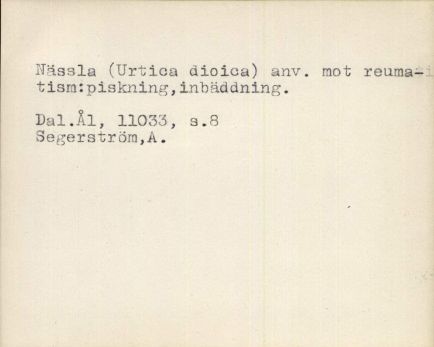 Nässla (Urtica dioica) anv. mot reuma-
tism:piskning,inbäddning.
Dal.Ål, 11033, s.8
Segerström,A.